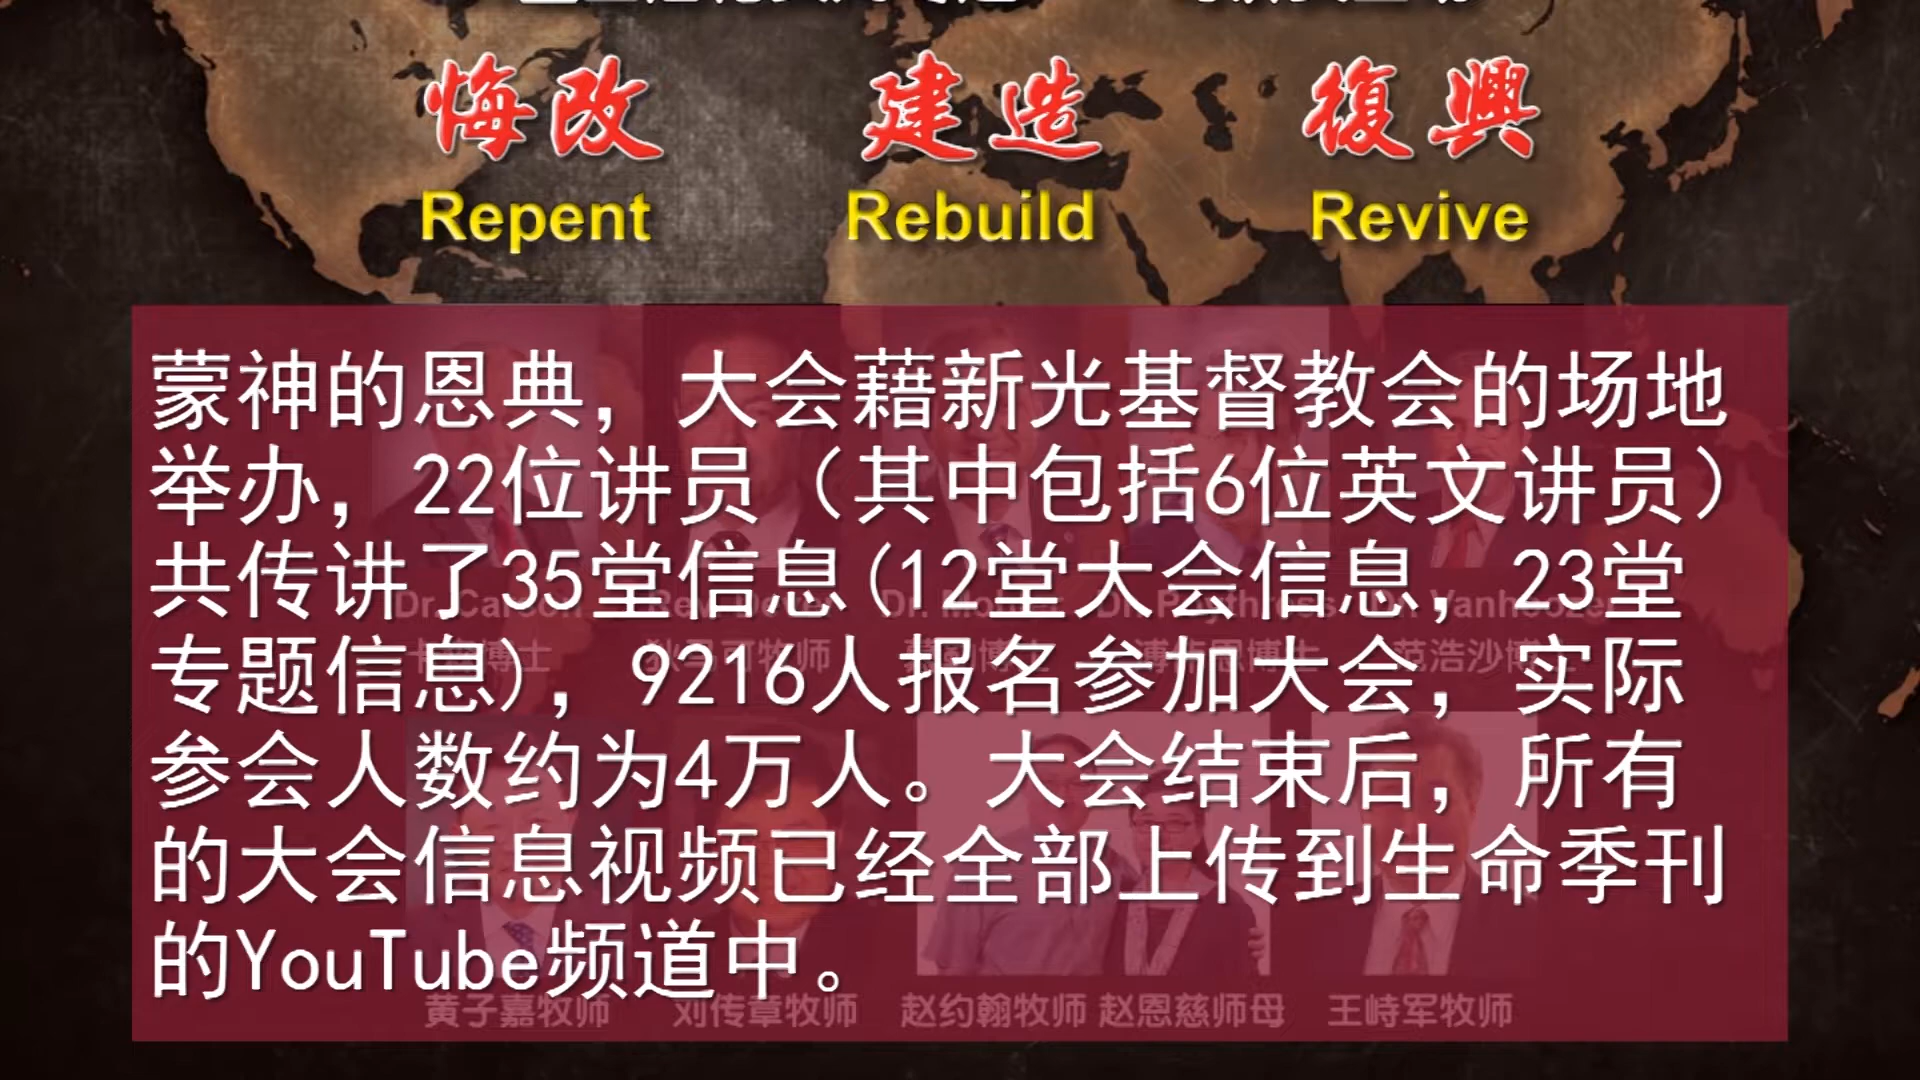 悔改 建造 復興
Repent Rebuild Revive
蒙神的恩典，大会藉新光基督教会的场地
举办，22位讲员（其中包括6位英文讲员）
共传讲了35堂信息(12堂大会信息，23堂
专题信息)，9216人报名参加大会，实际
参会人数约为4万人。大会结束后，所有
的大会信息视频已经全部上传到生命季刊
的YouTube频道中。
黄子嘉牧师 刘传章牧师 赵约翰牧师 赵恩慈师母 王峙军牧师